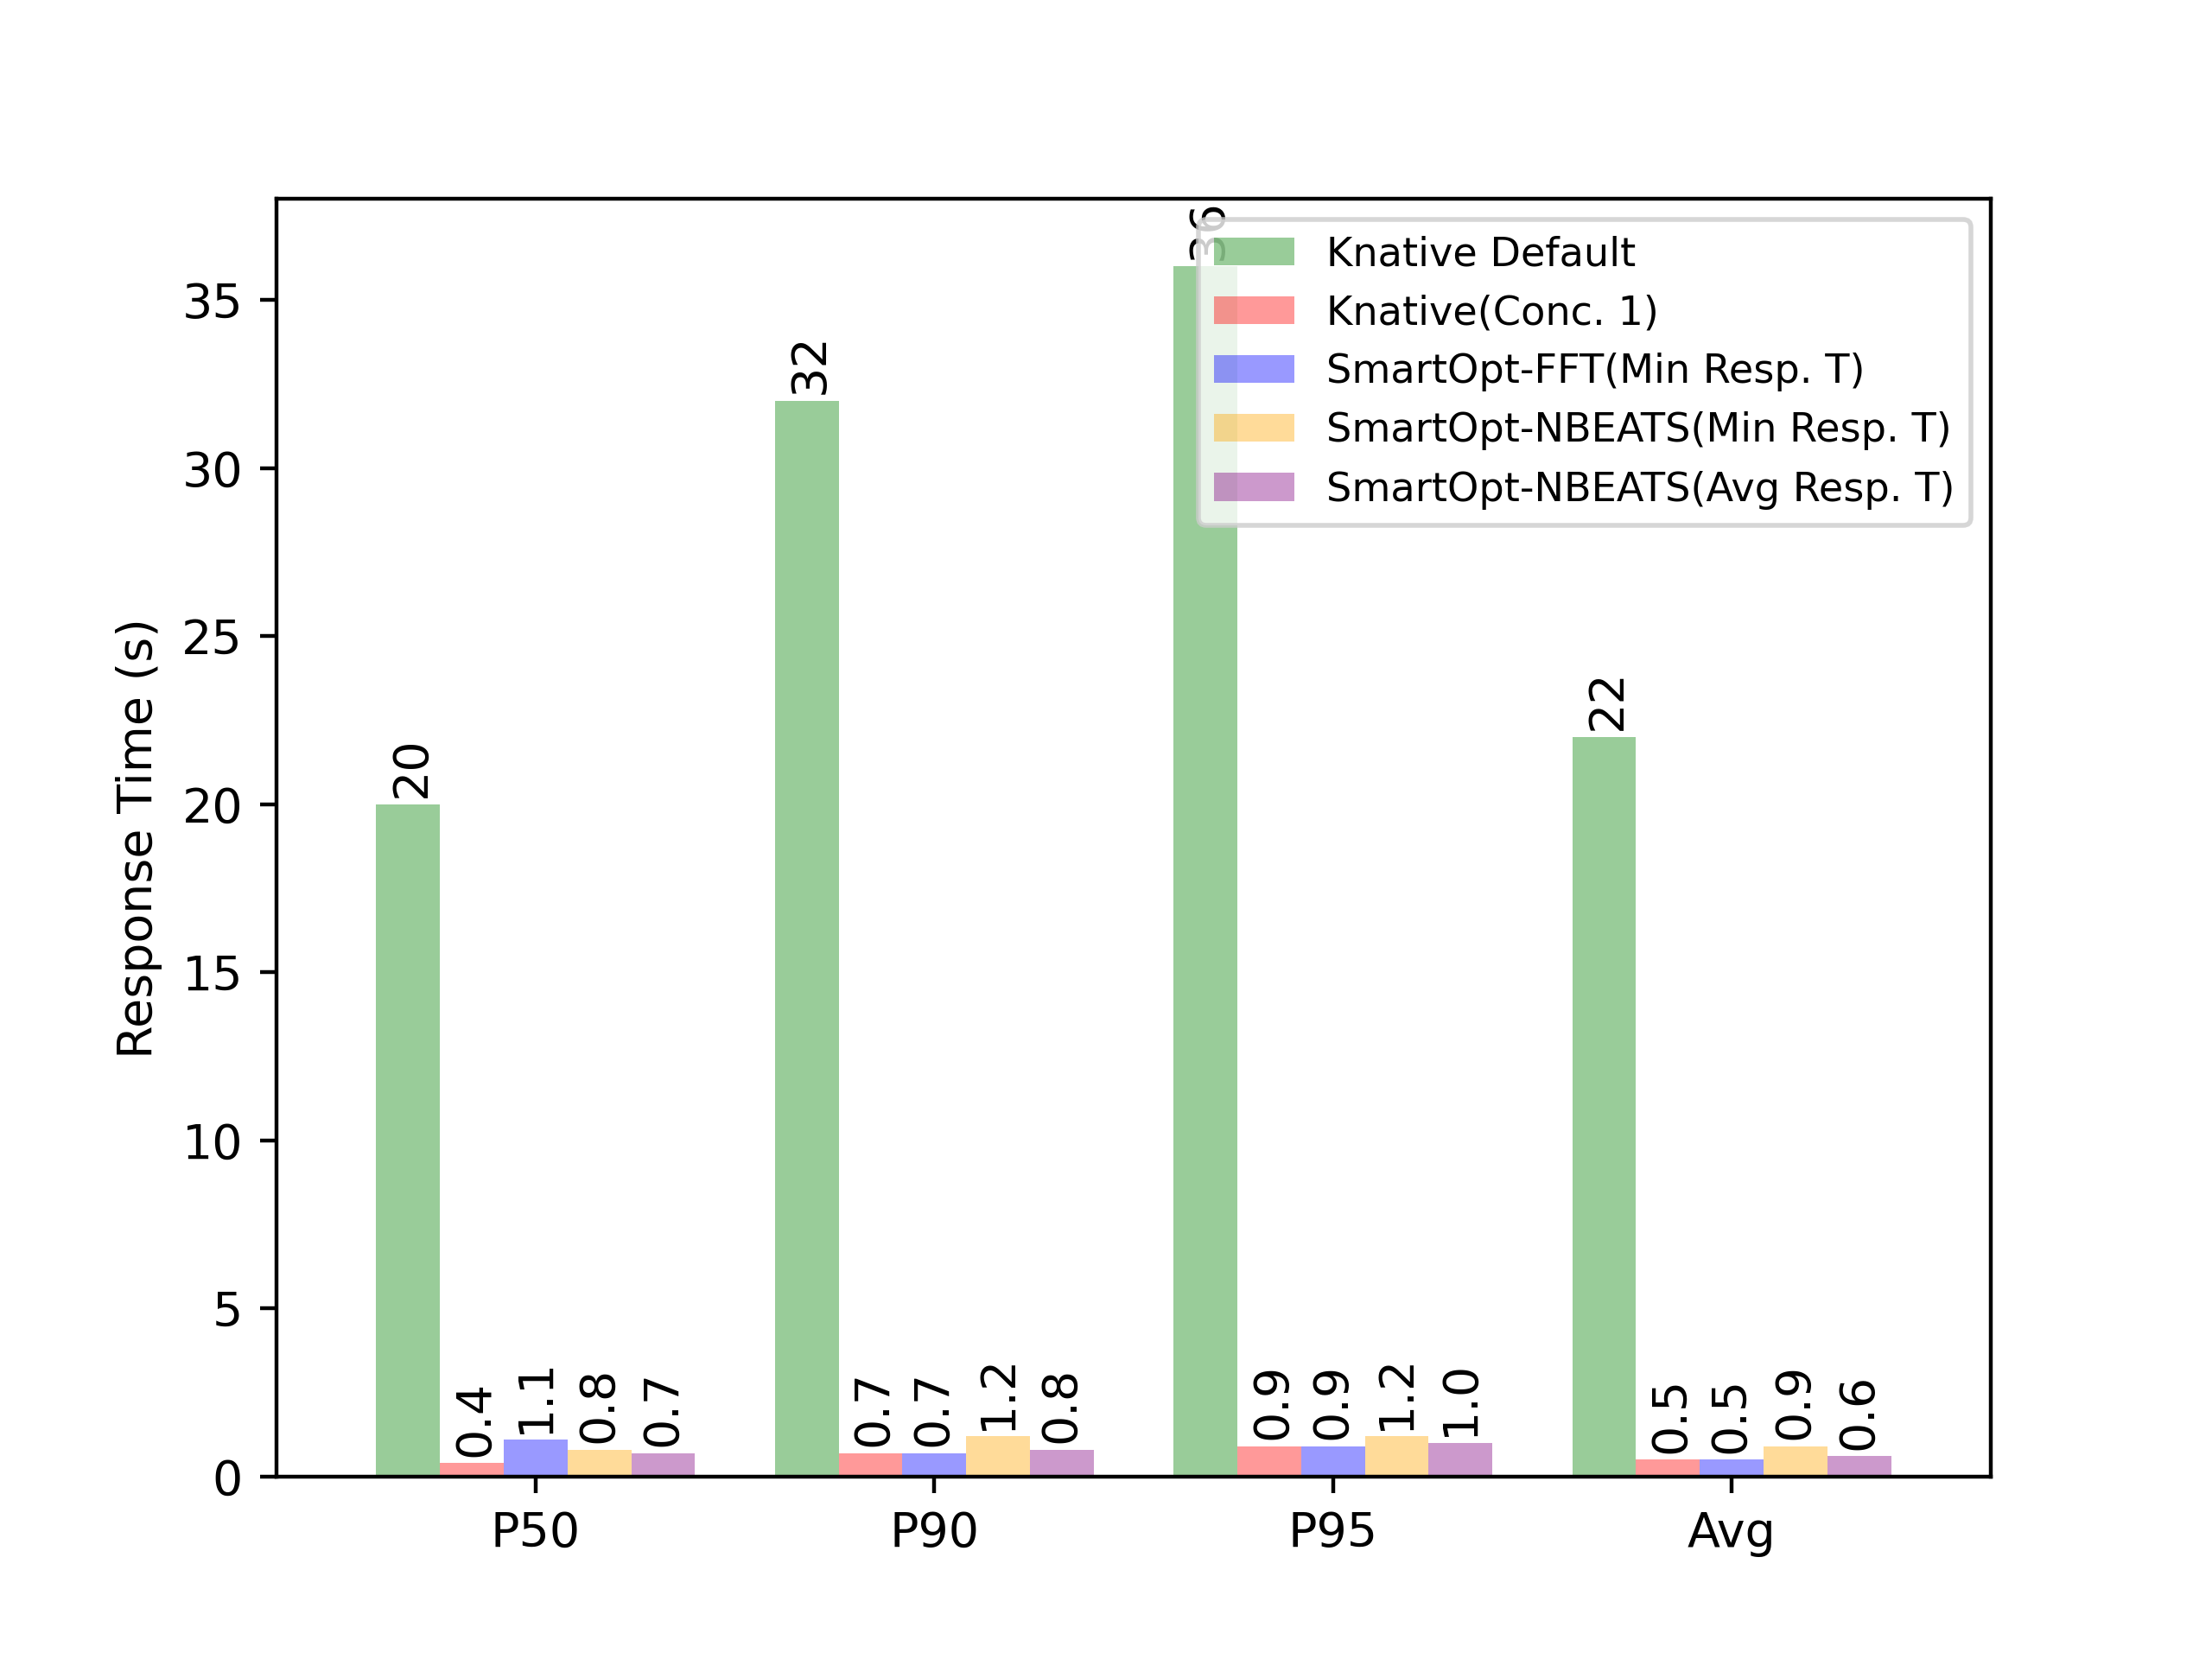 36
Knative Default
Knative(Conc. 1)
SmartOpt-FFT(Min Resp. T)
SmartOpt-NBEATS(Min Resp. T)
SmartOpt-NBEATS(Avg Resp. T)
35
30
25
20
15
10
5
0
Response Time (s)
20
0.4
1.1
0.8
0.7
32
0.7
0.7
1.2
0.8
0.9
0.9
1.2
1.0
22
0.5
0.5
0.9
0.6
P50
P90
P95
Avg